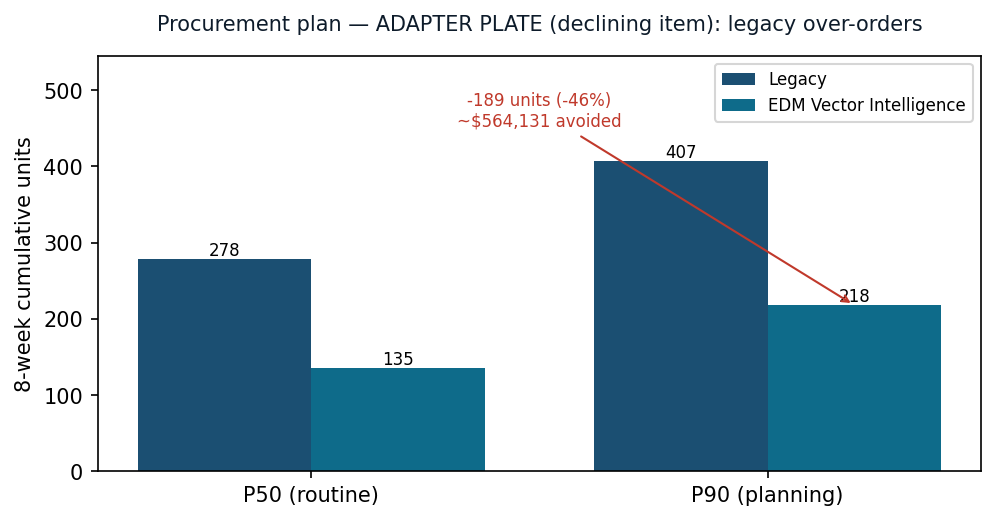 Procurement plan — ADAPTER PLATE (declining item): legacy over-orders
8-week cumulative units
500
400
300
200
100
0
-189 units (-46%)
~$564,131 avoided
Legacy
EDM Vector Intelligence
278
135
407
218
P50 (routine)
P90 (planning)